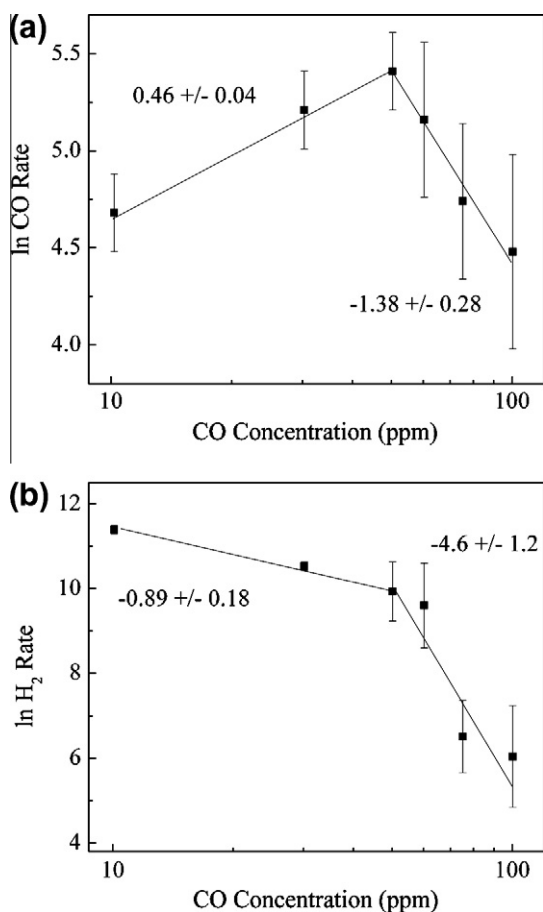 (a)
5.5
0.46 +/- 0.04
5.0
ln CO Rate
4.5
-1.38 +/- 0.28
4.0
10
100
CO Concentration (ppm)
(b)
12
-4.6 +/- 1.2
10
-0.89 +/- 0.18
ln H₂ Rate
8
6
4
10
100
CO Concentration (ppm)